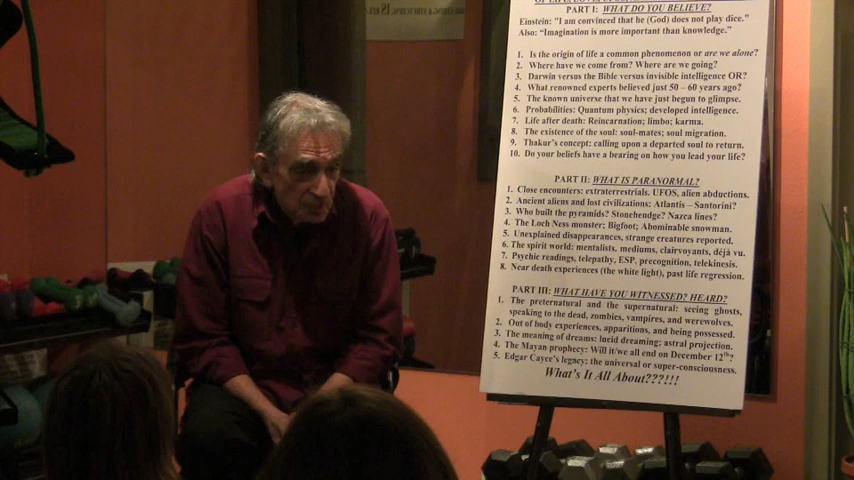 PART I: WHAT DO YOU BELIEVE?
Einstein: "I am convinced that he (God) does not play dice."
Also: "Imagination is more important than knowledge."
1. Is the origin of life a common phenomenon or are we alone?
2. Where have we come from? Where are we going?
3. Darwin versus the Bible versus invisible intelligence OR?
4. What renowned experts believed just 50 – 60 years ago?
5. The known universe that we have just begun to glimpse.
6. Probabilities: Quantum physics; developed intelligence.
7. Life after death: Reincarnation; limbo; karma.
8. The existence of the soul: soul-mates; soul migration.
9. Thakur's concept: calling upon a departed soul to return.
10. Do your beliefs have a bearing on how you lead your life?
PART II: WHAT IS PARANORMAL?
1. Close encounters: extraterrestrials. UFOS, alien abductions.
2. Ancient aliens and lost civilizations: Atlantis – Santorini?
3. Who built the pyramids? Stonehendge? Nazca lines?
4. The Loch Ness monster; Bigfoot; Abominable snowman.
5. Unexplained disappearances, strange creatures reported.
6. The spirit world: mentalists, mediums, clairvoyants, déjà vu.
7. Psychic readings, telepathy, ESP, precognition, telekinesis.
8. Near death experiences (the white light), past life regression.
PART III: WHAT HAVE YOU WITNESSED? HEARD?
1. The preternatural and the supernatural: seeing ghosts,
speaking to the dead, zombies, vampires, and werewolves.
2. Out of body experiences, apparitions, and being possessed.
3. The meaning of dreams: lucid dreaming; astral projection.
4. The Mayan prophecy: Will it/we all end on December 12th?
5. Edgar Cayce's legacy: the universal or super-consciousness.
What's It All About???!!!